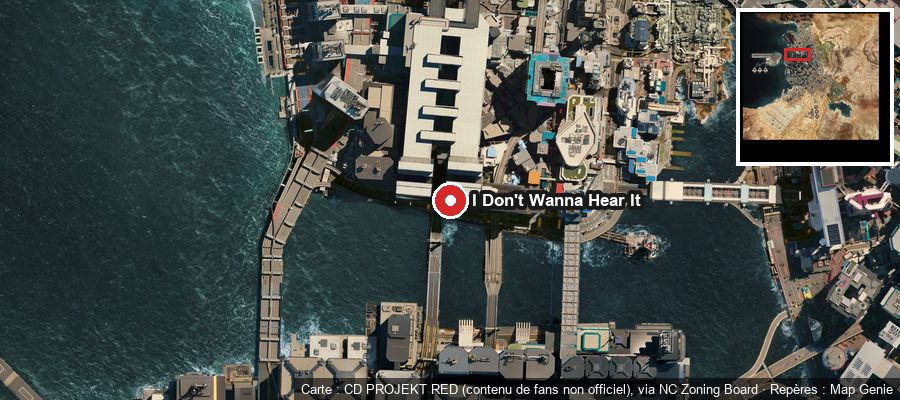 I Don't Wanna Hear It
Carte : CD PROJEKT RED (contenu de fans non officiel), via NC Zoning Board · Repères : Map Genie